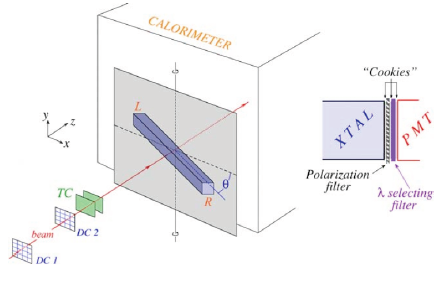 CALORIMETER
L
y
z
x
θ
R
TC
beam
DC 2
DC 1
“Cookies”
XTAL
PMT
Polarization
filter
λ selecting
filter